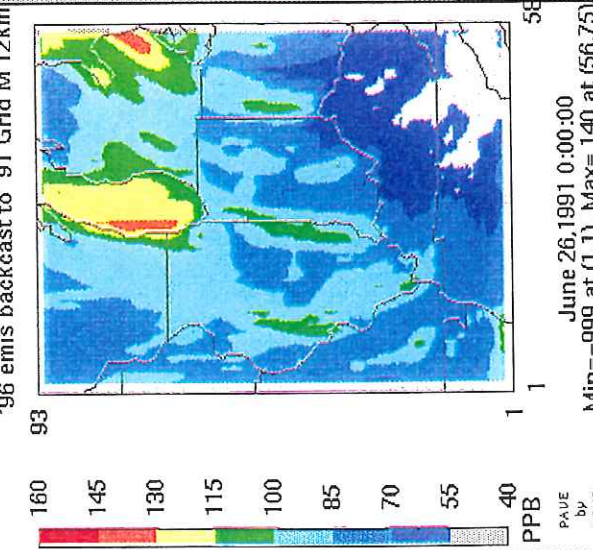 '96 emis backcast to '91 Grid M 12km
93
1
1
58
160
145
130
115
100
85
70
55
40
PPB
PAVE
by
June 26,1991 0:00:00
Min=-999 at (1,1), Max= 140 at (56,75)